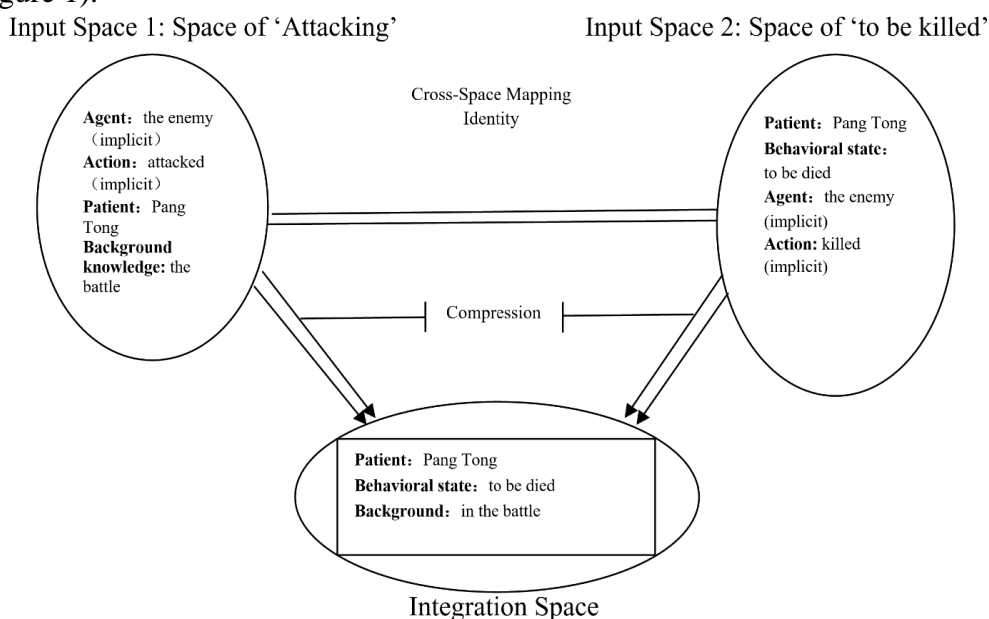 gure 1).
Input Space 1: Space of ‘Attacking’
Input Space 2: Space of ‘to be killed’
Cross-Space Mapping
Identity
Agent：the enemy
（implicit）
Action：attacked
（implicit）
Patient：Pang
Tong
Background
knowledge: the
battle
Patient：Pang Tong
Behavioral state：
to be died
Agent：the enemy
(implicit)
Action: killed
(implicit)
Compression
Patient：Pang Tong
Behavioral state：to be died
Background：in the battle
Integration Space